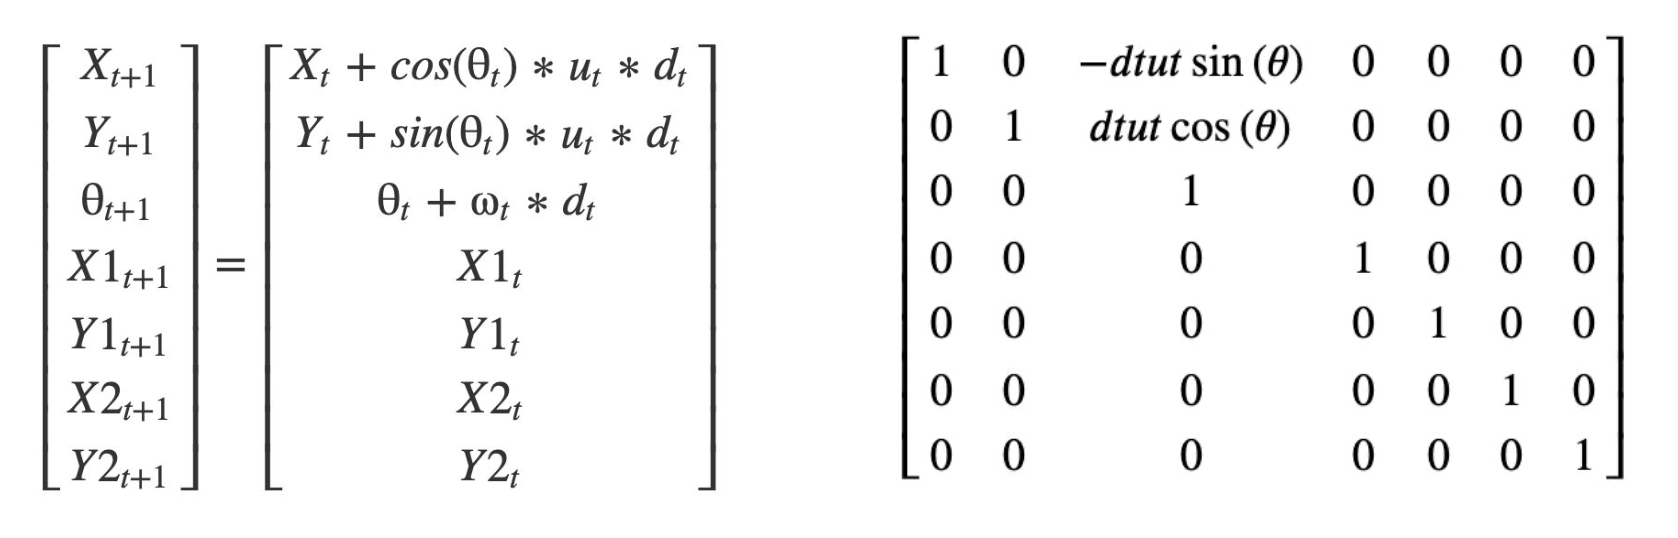 [ X_{t+1} ] = [ X_t + cos(θ_t) * u_t * d_t ]
[ Y_{t+1} ] = [ Y_t + sin(θ_t) * u_t * d_t ]
[ θ_{t+1} ] = [ θ_t + ω_t * d_t ]
[ X1_{t+1} ] = [ X1_t ]
[ Y1_{t+1} ] = [ Y1_t ]
[ X2_{t+1} ] = [ X2_t ]
[ Y2_{t+1} ] = [ Y2_t ]
1 0 −dtut sin (θ) 0 0 0 0
0 1 dtut cos (θ) 0 0 0 0
0 0 1 0 0 0 0
0 0 0 1 0 0 0
0 0 0 0 1 0 0
0 0 0 0 0 1 0
0 0 0 0 0 0 1